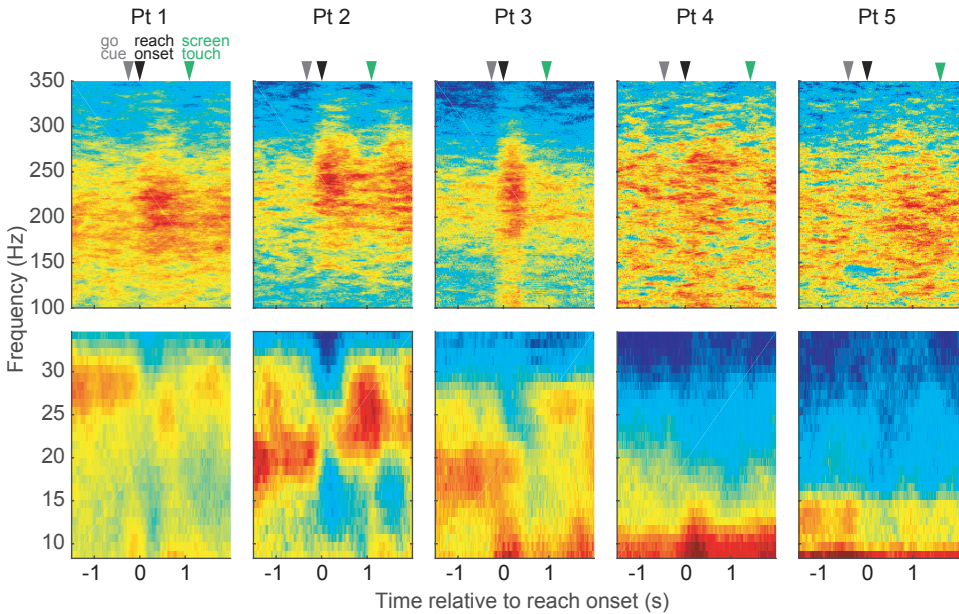 Pt 1 Pt 2 Pt 3 Pt 4 Pt 5
go reach screen
cue onset touch
350
300
250
200
150
100
30
25
20
15
10
Frequency (Hz)
-1 0 1 -1 0 1 -1 0 1 -1 0 1 -1 0 1
Time relative to reach onset (s)